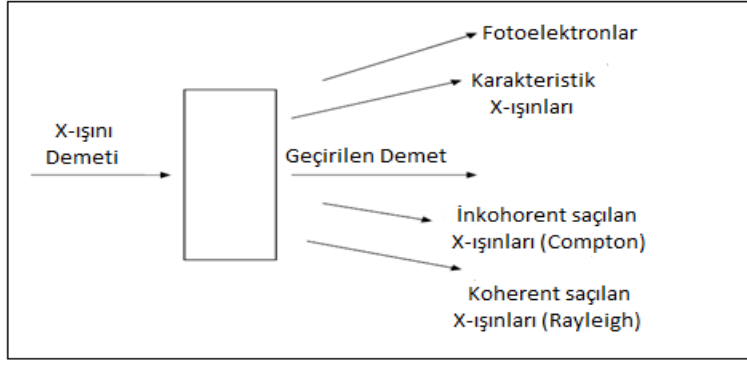 Fotoelektronlar
Karakteristik
X-ışınları
X-ışını
Demeti
Geçirilen Demet
İnkohorent saçılan
X-ışınları (Compton)
Koherent saçılan
X-ışınları (Rayleigh)